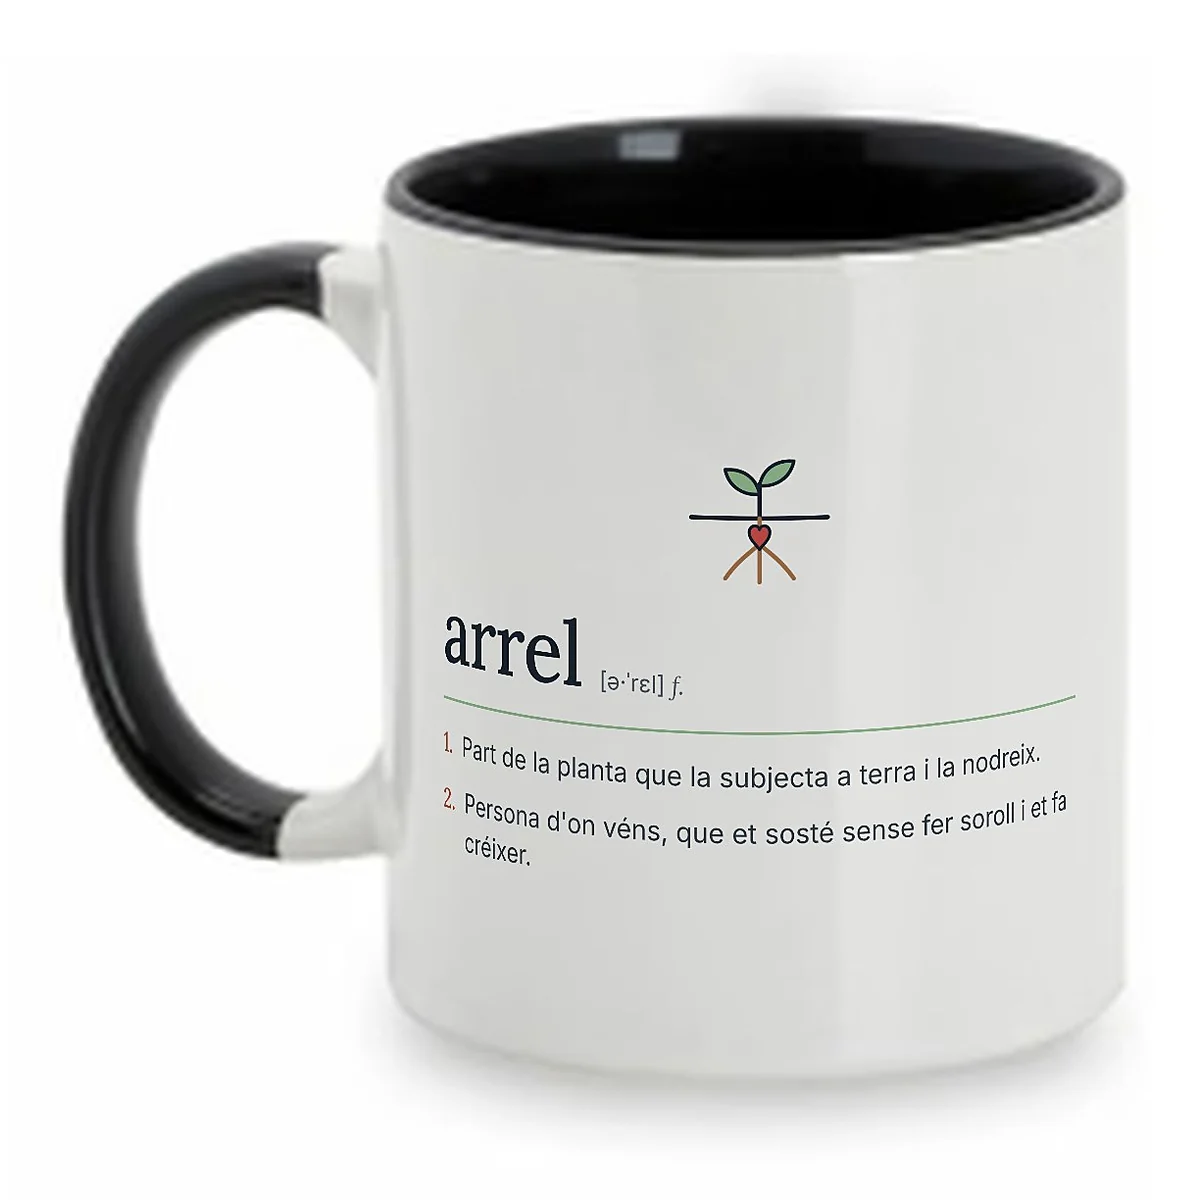 arrel [ə·ˈrɛl] f.
1. Part de la planta que la subjecta a terra i la nodreix.
2. Persona d'on véns, que et sosté sense fer soroll i et fa
créixer.